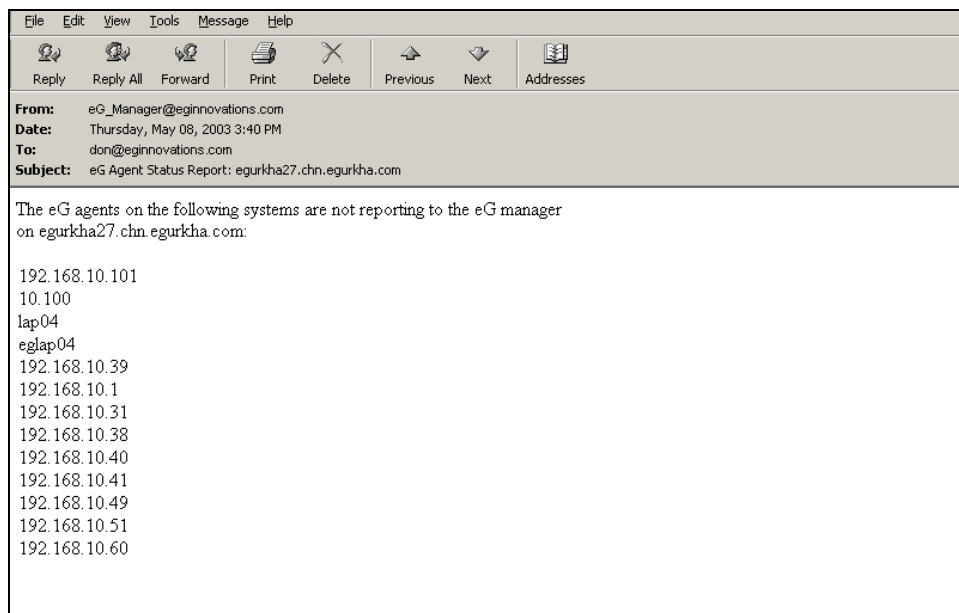 File Edit View Tools Message Help
Reply Reply All Forward Print Delete Previous Next Addresses
From: eG_Manager@eginnovations.com
Date: Thursday, May 08, 2003 3:40 PM
To: don@eginnovations.com
Subject: eG Agent Status Report: egurkha27.chn.egurkha.com
The eG agents on the following systems are not reporting to the eG manager
on egurkha27.chn.egurkha.com:
192.168.10.101
10.100
lap04
eglap04
192.168.10.39
192.168.10.1
192.168.10.31
192.168.10.38
192.168.10.40
192.168.10.41
192.168.10.49
192.168.10.51
192.168.10.60